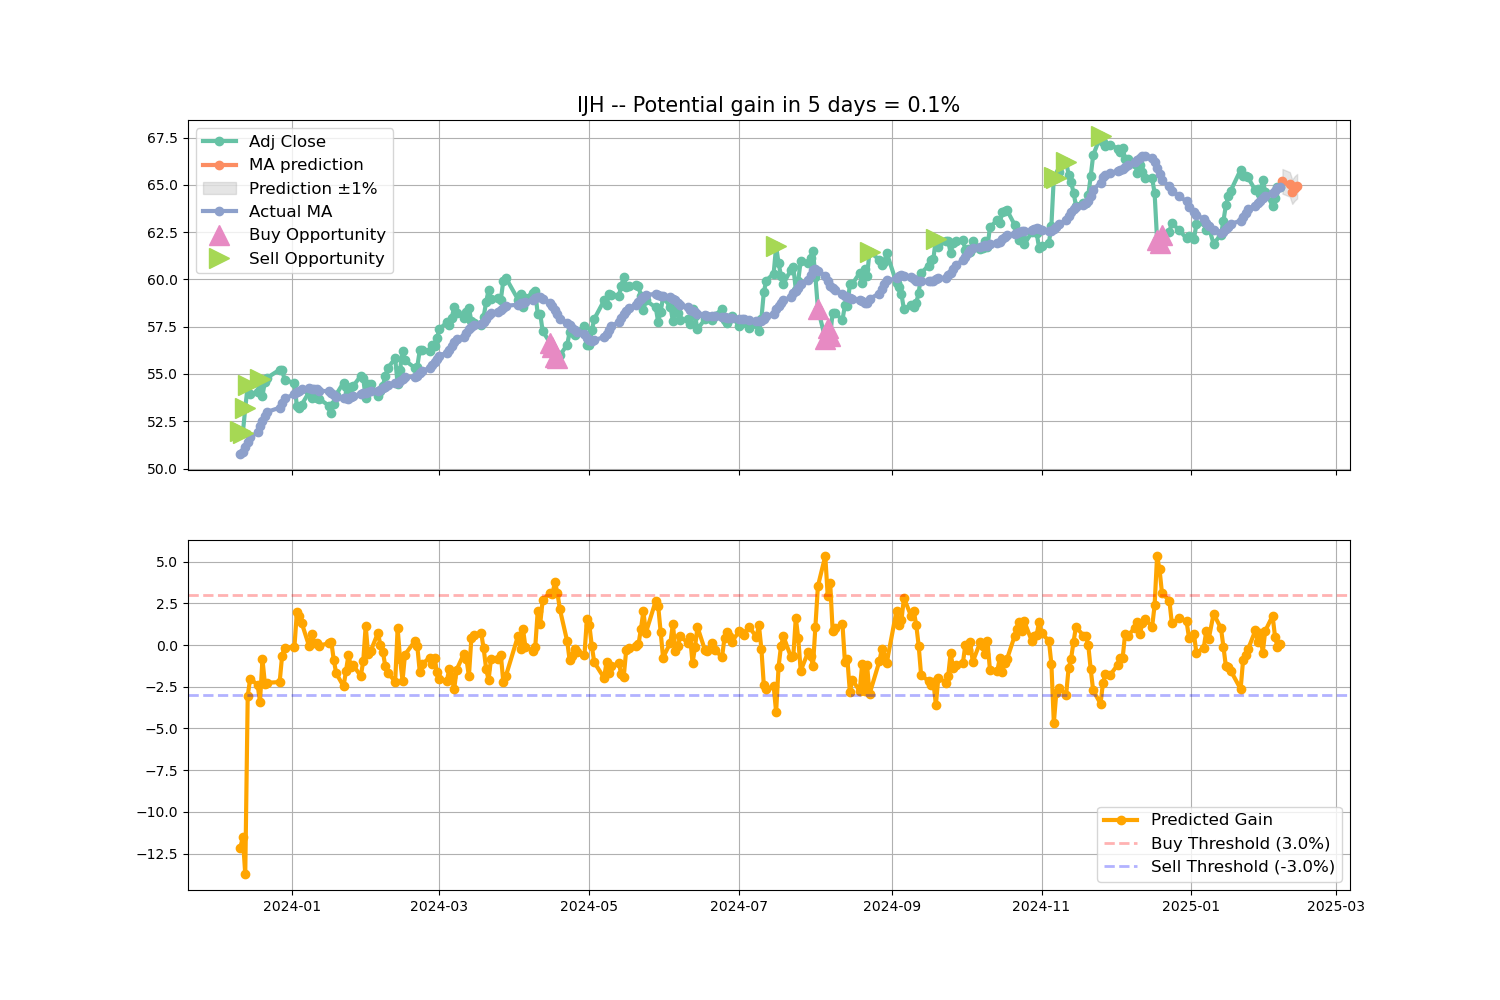 IJH -- Potential gain in 5 days = 0.1%
67.5
65.0
62.5
60.0
57.5
55.0
52.5
50.0
Adj Close
MA prediction
Prediction ±1%
Actual MA
Buy Opportunity
Sell Opportunity
5.0
2.5
0.0
−2.5
−5.0
−7.5
−10.0
−12.5
Predicted Gain
Buy Threshold (3.0%)
Sell Threshold (-3.0%)
2024-01 2024-03 2024-05 2024-07 2024-09 2024-11 2025-01 2025-03